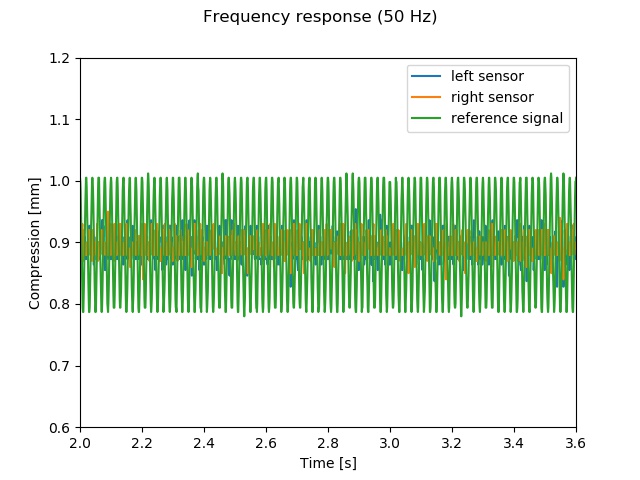 Frequency response (50 Hz)
left sensor
right sensor
reference signal
1.2
1.1
1.0
0.9
0.8
0.7
0.6
Compression [mm]
2.0 2.2 2.4 2.6 2.8 3.0 3.2 3.4 3.6
Time [s]